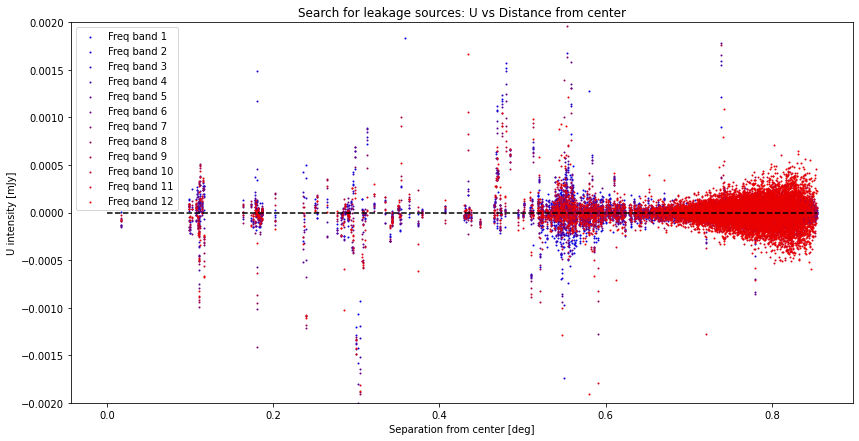 Search for leakage sources: U vs Distance from center
U intensity [mJy]
0.0020
0.0015
0.0010
0.0005
0.0000
−0.0005
−0.0010
−0.0015
−0.0020
Freq band 1
Freq band 2
Freq band 3
Freq band 4
Freq band 5
Freq band 6
Freq band 7
Freq band 8
Freq band 9
Freq band 10
Freq band 11
Freq band 12
0.0
0.2
0.4
0.6
0.8
Separation from center [deg]